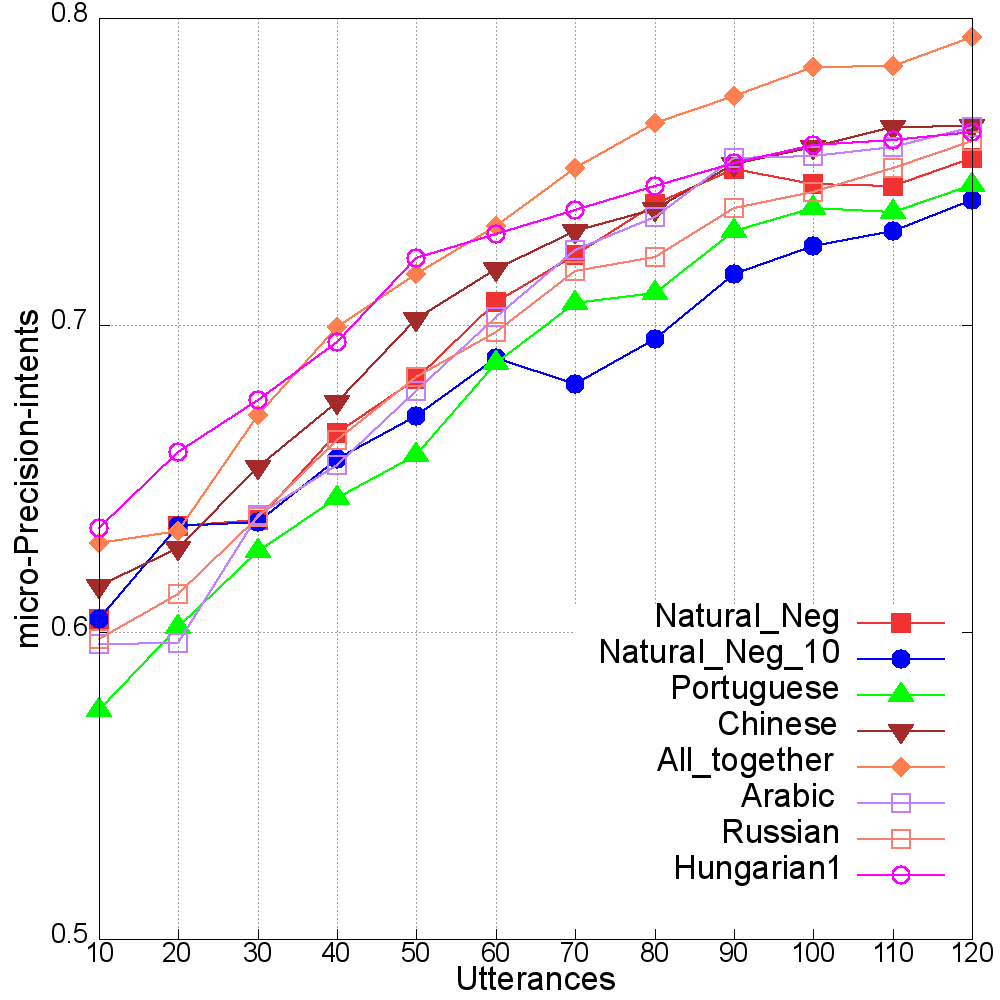 0.8
0.7
0.6
0.5
micro-Precision-intents
Natural_Neg
Natural_Neg_10
Portuguese
Chinese
All_together
Arabic
Russian
Hungarian1
10 20 30 40 50 60 70 80 90 100 110 120
Utterances